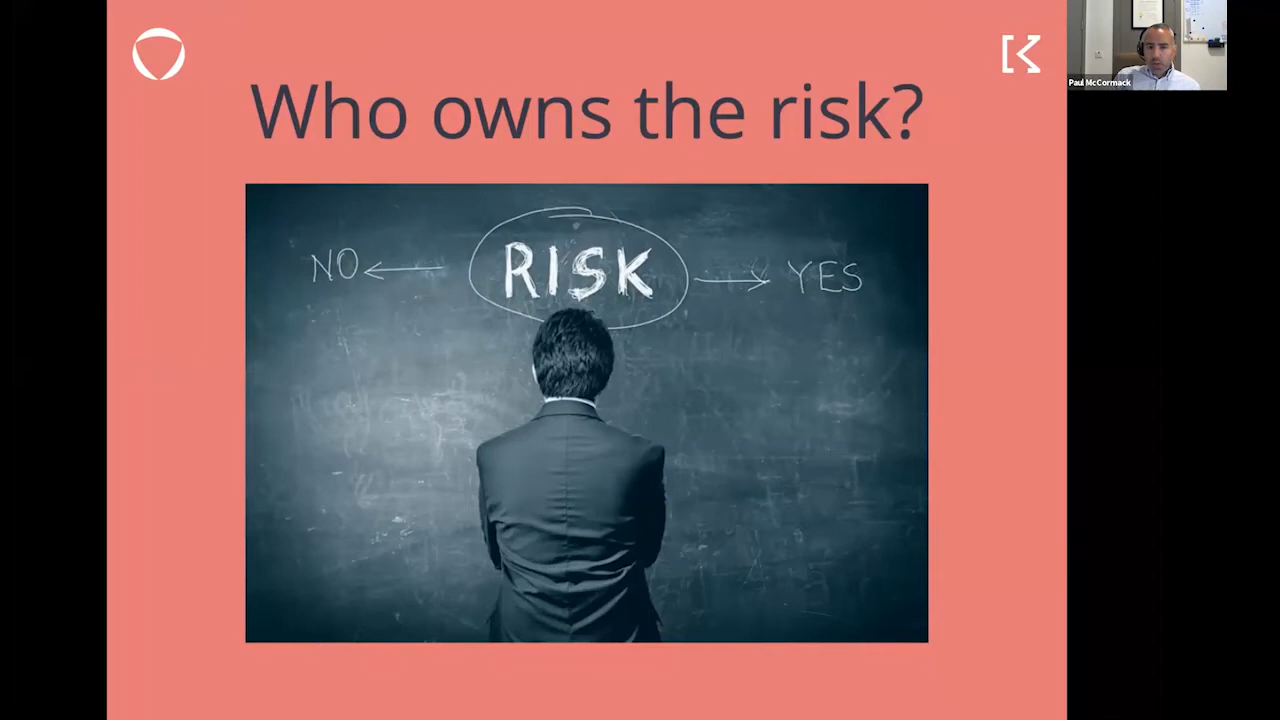 Who owns the risk?
Paul McCormack
NO
RISK
YES